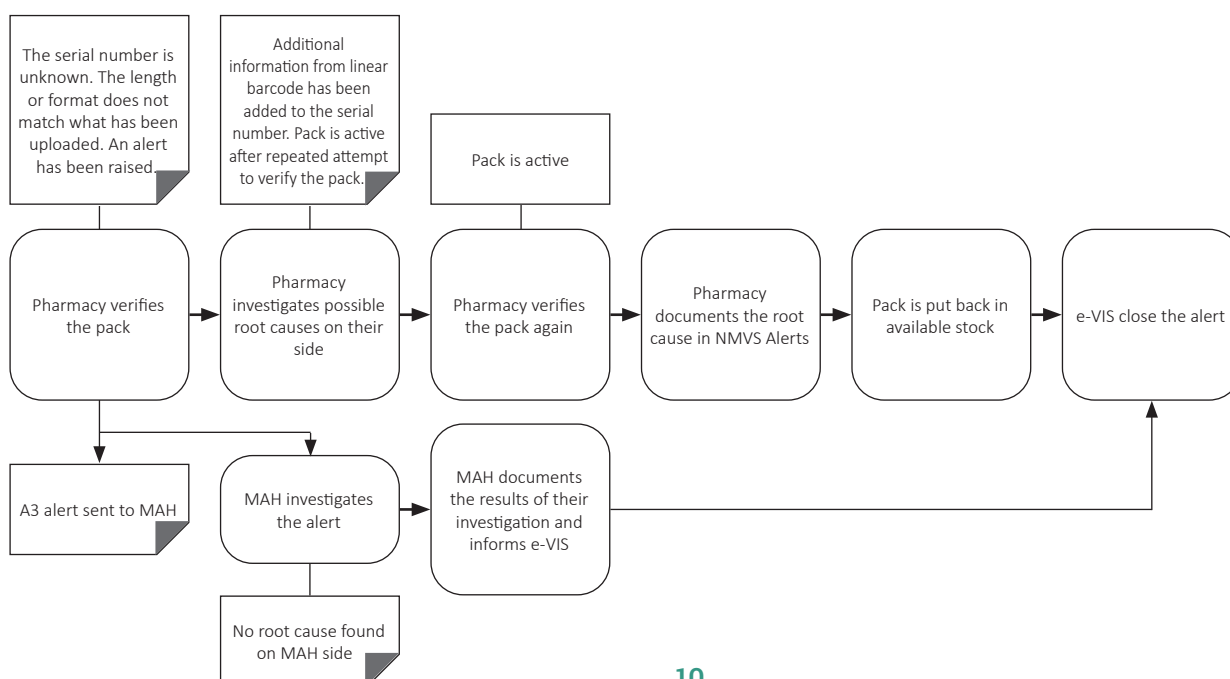 The serial number is
unknown. The length
or format does not
match what has been
uploaded. An alert
has been raised.
Additional
information from linear
barcode has been
added to the serial
number. Pack is active
after repeated attempt
to verify the pack.
Pack is active
Pharmacy verifies
the pack
Pharmacy
investigates possible
root causes on their
side
Pharmacy verifies
the pack again
Pharmacy
documents the root
cause in NMVS Alerts
Pack is put back in
available stock
e-VIS close the alert
A3 alert sent to MAH
MAH investigates
the alert
MAH documents
the results of their
investigation and
informs e-VIS
No root cause found
on MAH side
10